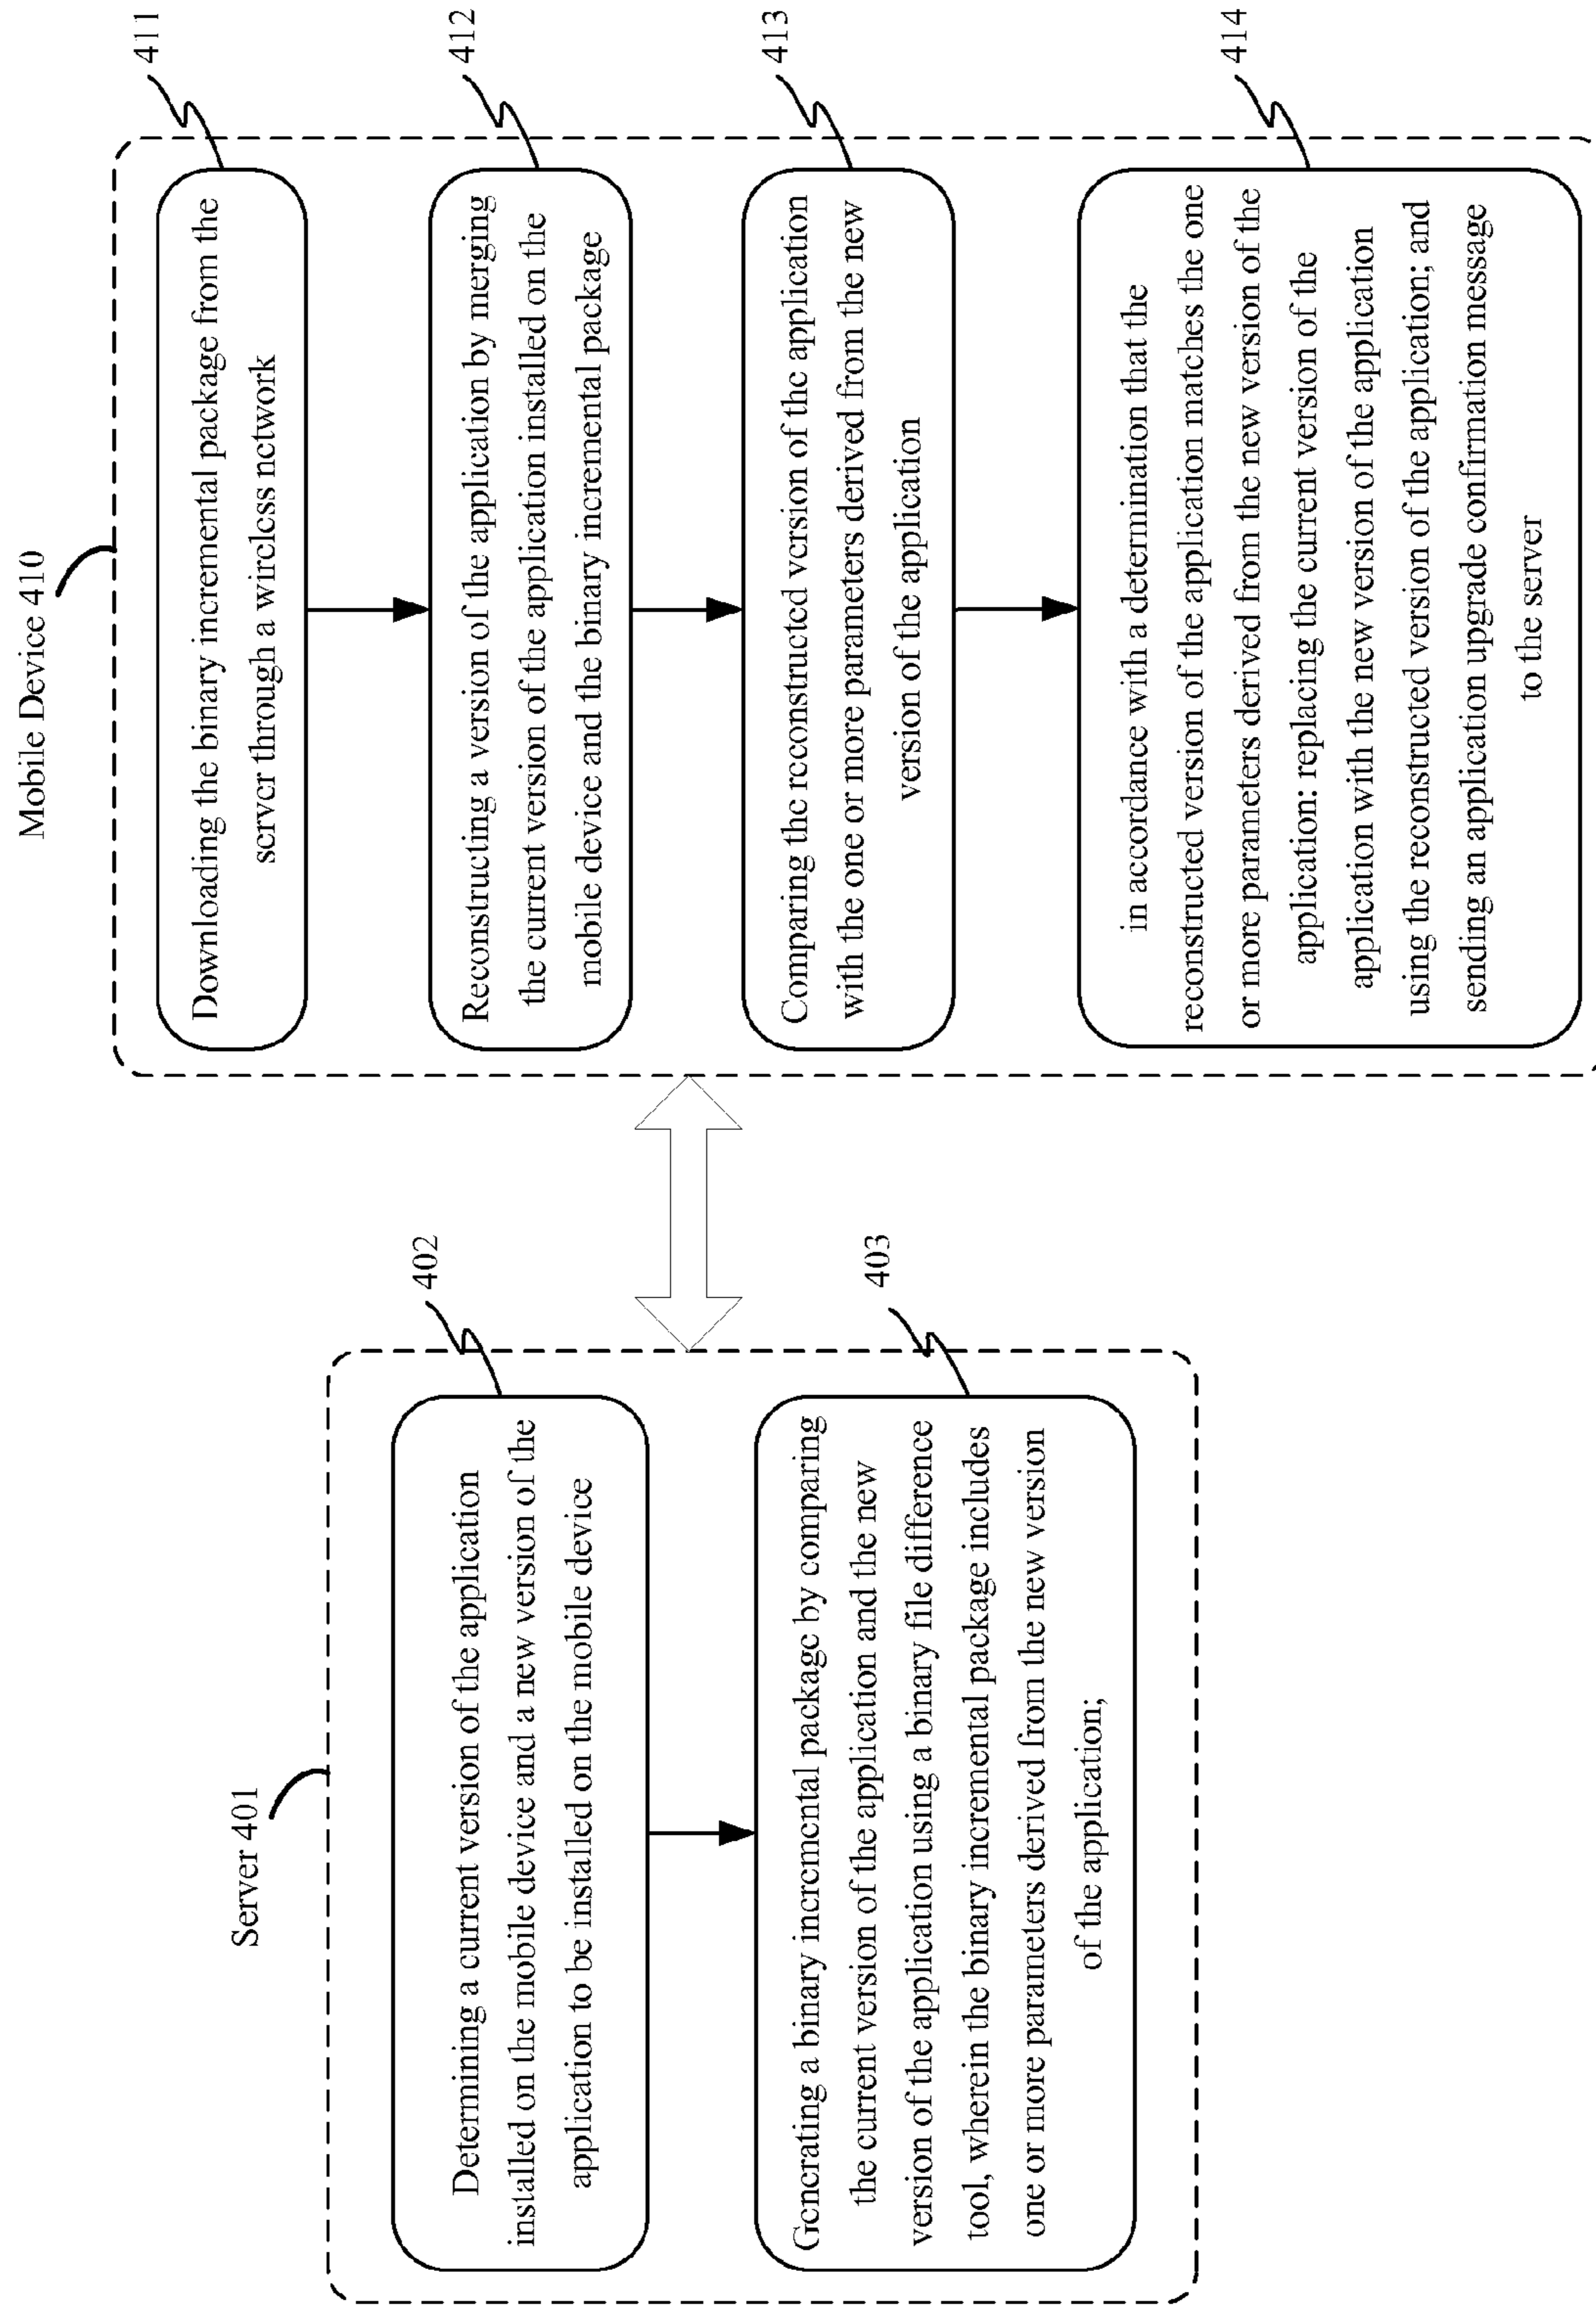 Server 401
402
Determining a current version of the application
installed on the mobile device and a new version of the
application to be installed on the mobile device
403
Generating a binary incremental package by comparing
the current version of the application and the new
version of the application using a binary file difference
tool, wherein the binary incremental package includes
one or more parameters derived from the new version
of the application;
Mobile Device 410
411
Downloading the binary incremental package from the
server through a wireless network
412
Reconstructing a version of the application by merging
the current version of the application installed on the
mobile device and the binary incremental package
413
Comparing the reconstructed version of the application
with the one or more parameters derived from the new
version of the application
414
in accordance with a determination that the
reconstructed version of the application matches the one
or more parameters derived from the new version of the
application: replacing the current version of the
application with the new version of the application
using the reconstructed version of the application; and
sending an application upgrade confirmation message
to the server